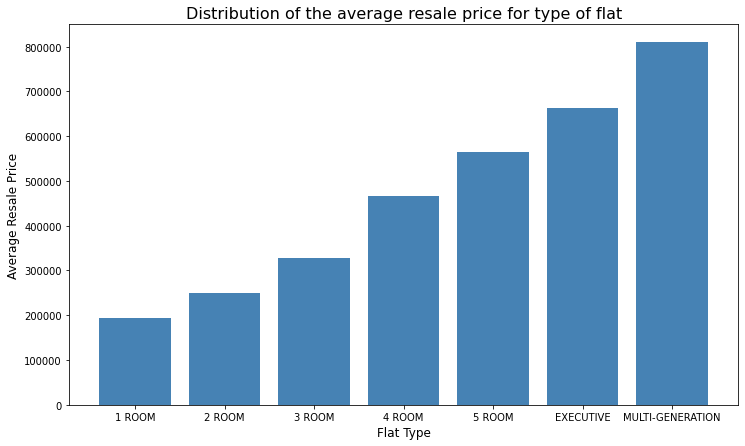 Distribution of the average resale price for type of flat
Average Resale Price
800000
700000
600000
500000
400000
300000
200000
100000
0
1 ROOM 2 ROOM 3 ROOM 4 ROOM 5 ROOM EXECUTIVE MULTI-GENERATION
Flat Type